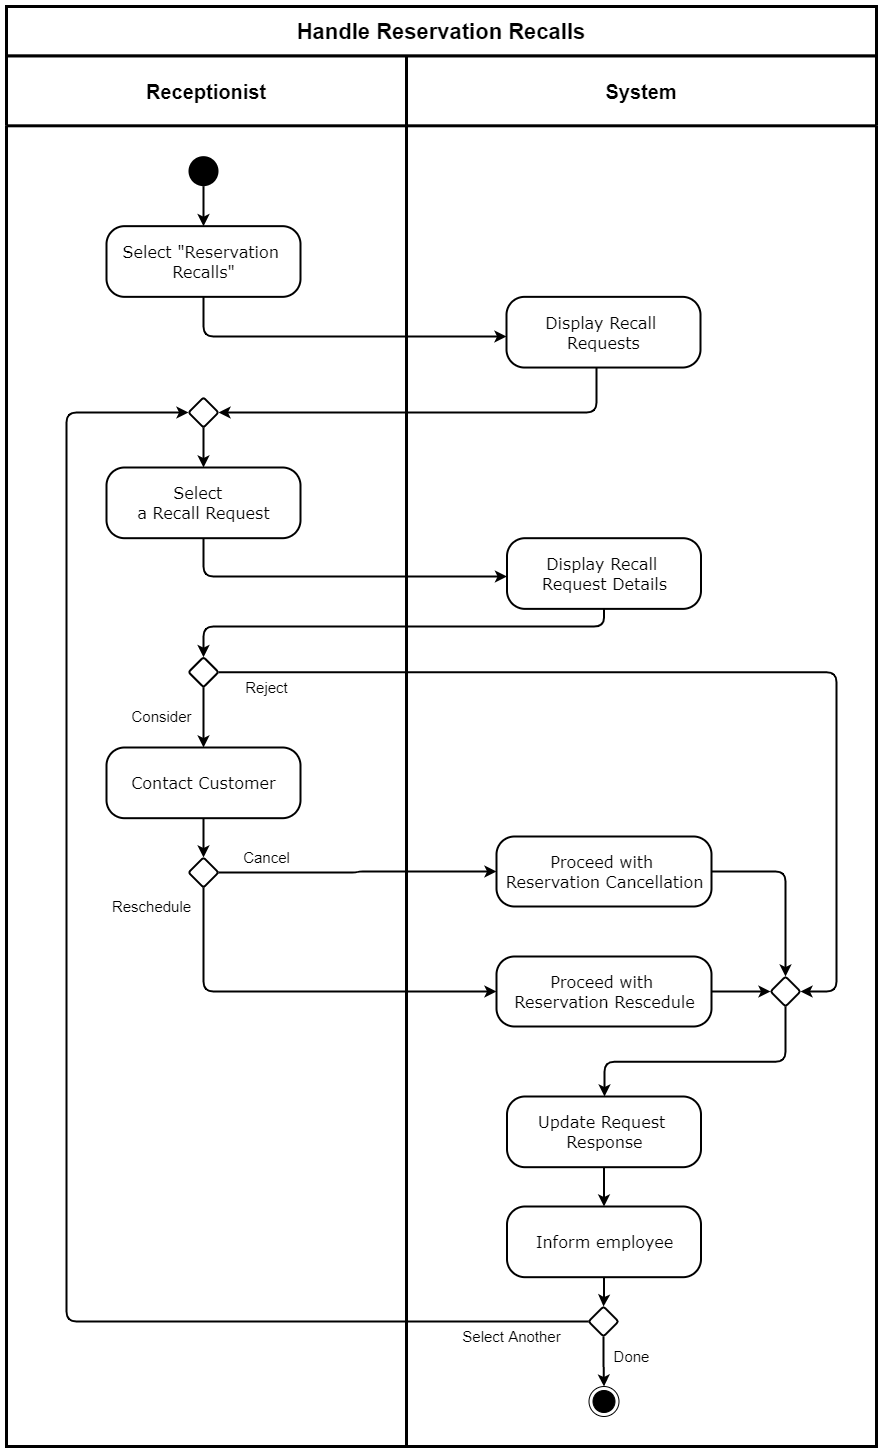 Handle Reservation Recalls
Receptionist
System
Select "Reservation
Recalls"
Display Recall
Requests
Select
a Recall Request
Display Recall
Request Details
Reject
Consider
Contact Customer
Cancel
Proceed with
Reservation Cancellation
Reschedule
Proceed with
Reservation Rescedule
Update Request
Response
Inform employee
Select Another
Done